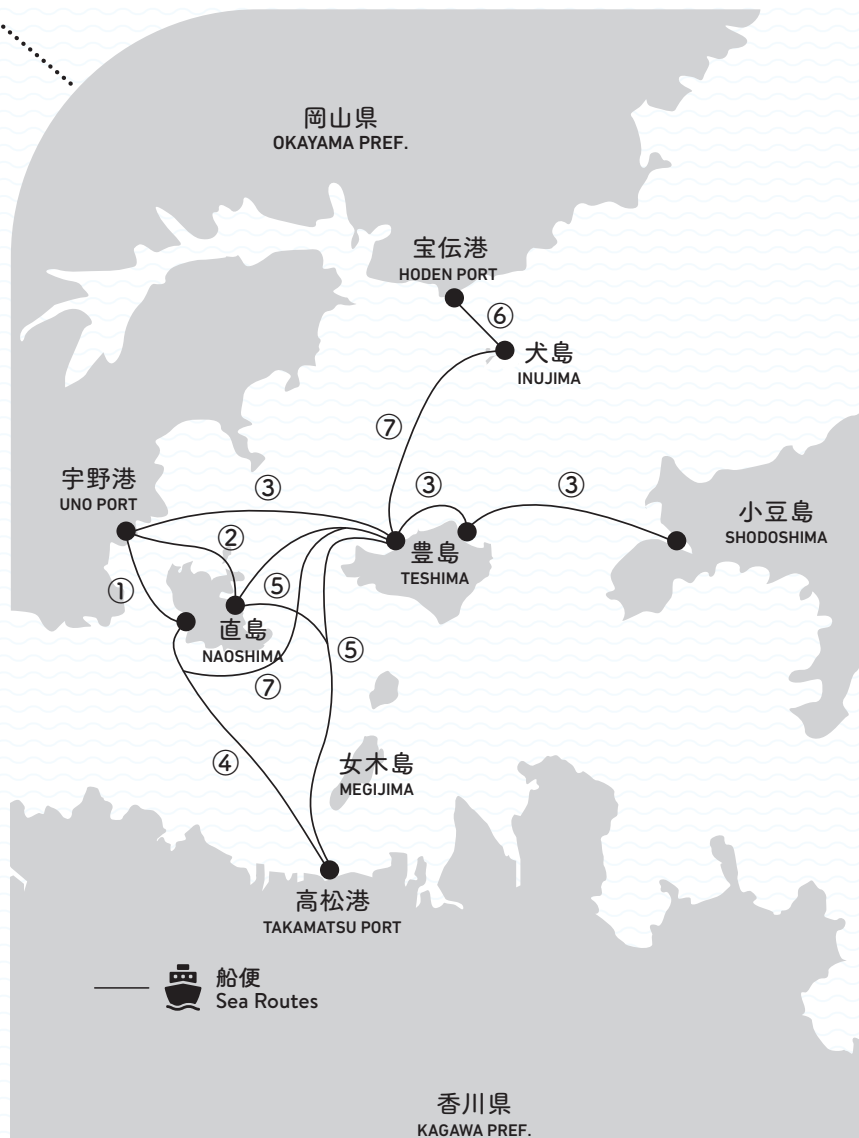 岡山県
OKAYAMA PREF.
宝伝港
HODEN PORT
⑥
犬島
INUJIMA
⑦
宇野港
UNO PORT
③
③
③
小豆島
SHODOSHIMA
②
豊島
TESHIMA
①
⑤
直島
NAOSHIMA
⑤
⑦
④
女木島
MEGIJIMA
高松港
TAKAMATSU PORT
船便
Sea Routes
香川県
KAGAWA PREF.